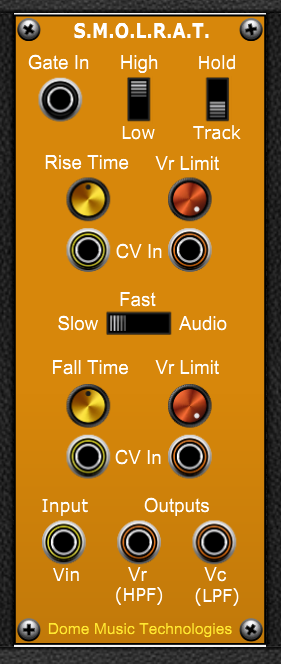 S.M.O.L.R.A.T.
Gate In High Hold
Low Track
Rise Time Vr Limit
CV In
Fast
Slow Audio
Fall Time Vr Limit
CV In
Input Outputs
Vin Vr Vc
(HPF) (LPF)
Dome Music Technologies